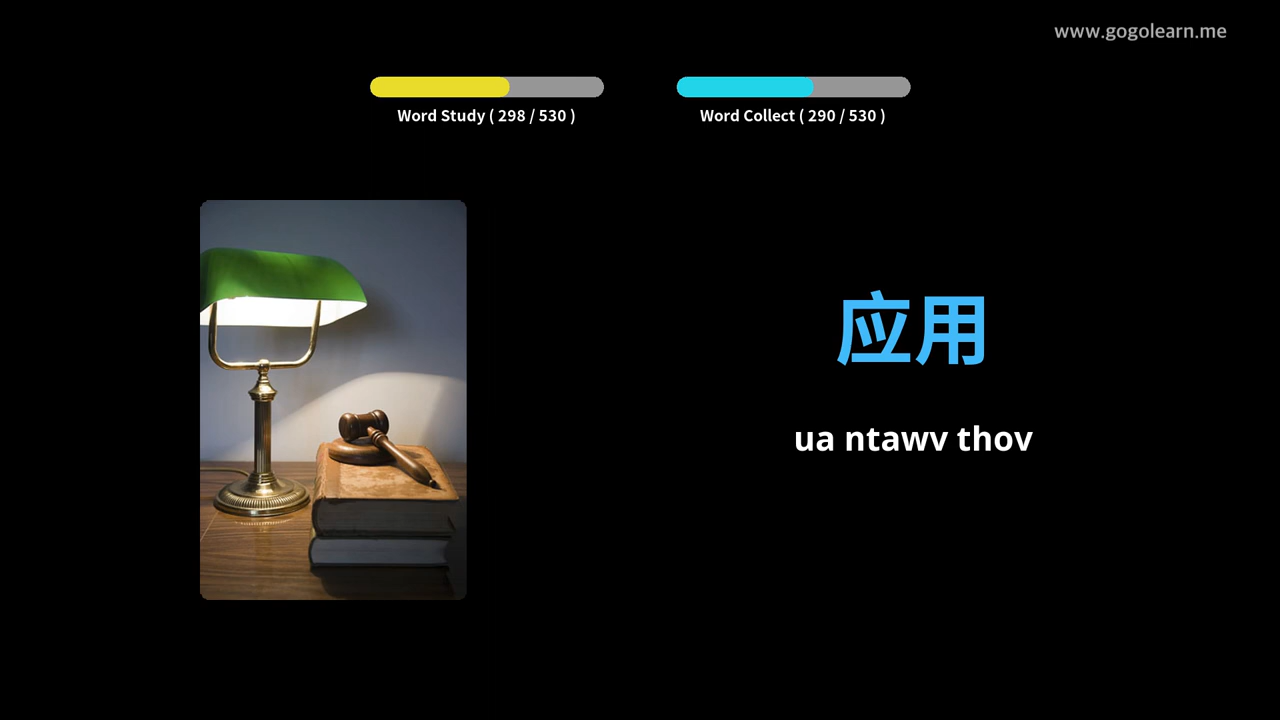 www.gogolearn.me
Word Study ( 298 / 530 )
Word Collect ( 290 / 530 )
应用
ua ntawv thov